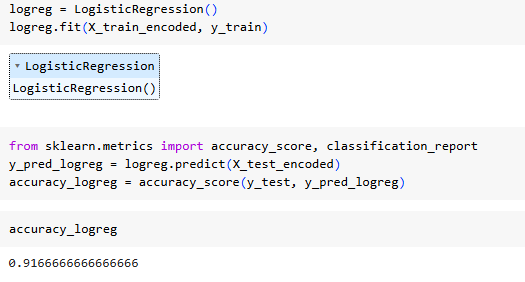 logreg = LogisticRegression()
logreg.fit(X_train_encoded, y_train)
▾ LogisticRegression
LogisticRegression()
from sklearn.metrics import accuracy_score, classification_report
y_pred_logreg = logreg.predict(X_test_encoded)
accuracy_logreg = accuracy_score(y_test, y_pred_logreg)
accuracy_logreg
0.9166666666666666